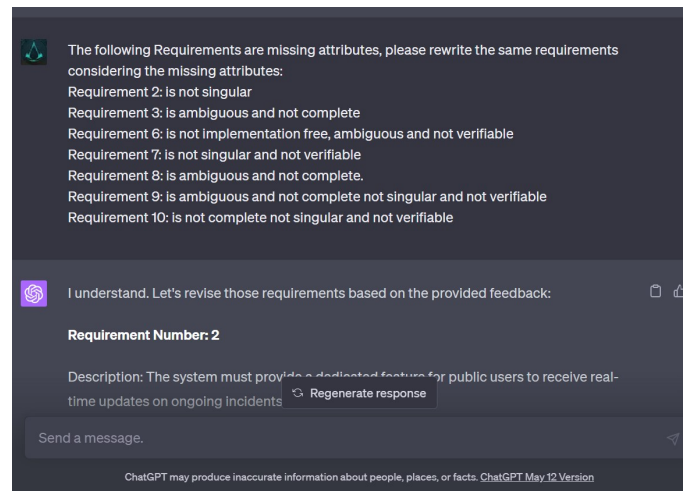 The following Requirements are missing attributes, please rewrite the same requirements
considering the missing attributes:
Requirement 2: is not singular
Requirement 3: is ambiguous and not complete
Requirement 6: is not implementation free, ambiguous and not verifiable
Requirement 7: is not singular and not verifiable
Requirement 8: is ambiguous and not complete.
Requirement 9: is ambiguous and not complete not singular and not verifiable
Requirement 10: is not complete not singular and not verifiable
I understand. Let's revise those requirements based on the provided feedback:
Requirement Number: 2
Description: The system must provide a dedicated feature for public users to receive real-
time updates on ongoing incidents
Regenerate response
Send a message.
ChatGPT may produce inaccurate information about people, places, or facts. ChatGPT May 12 Version